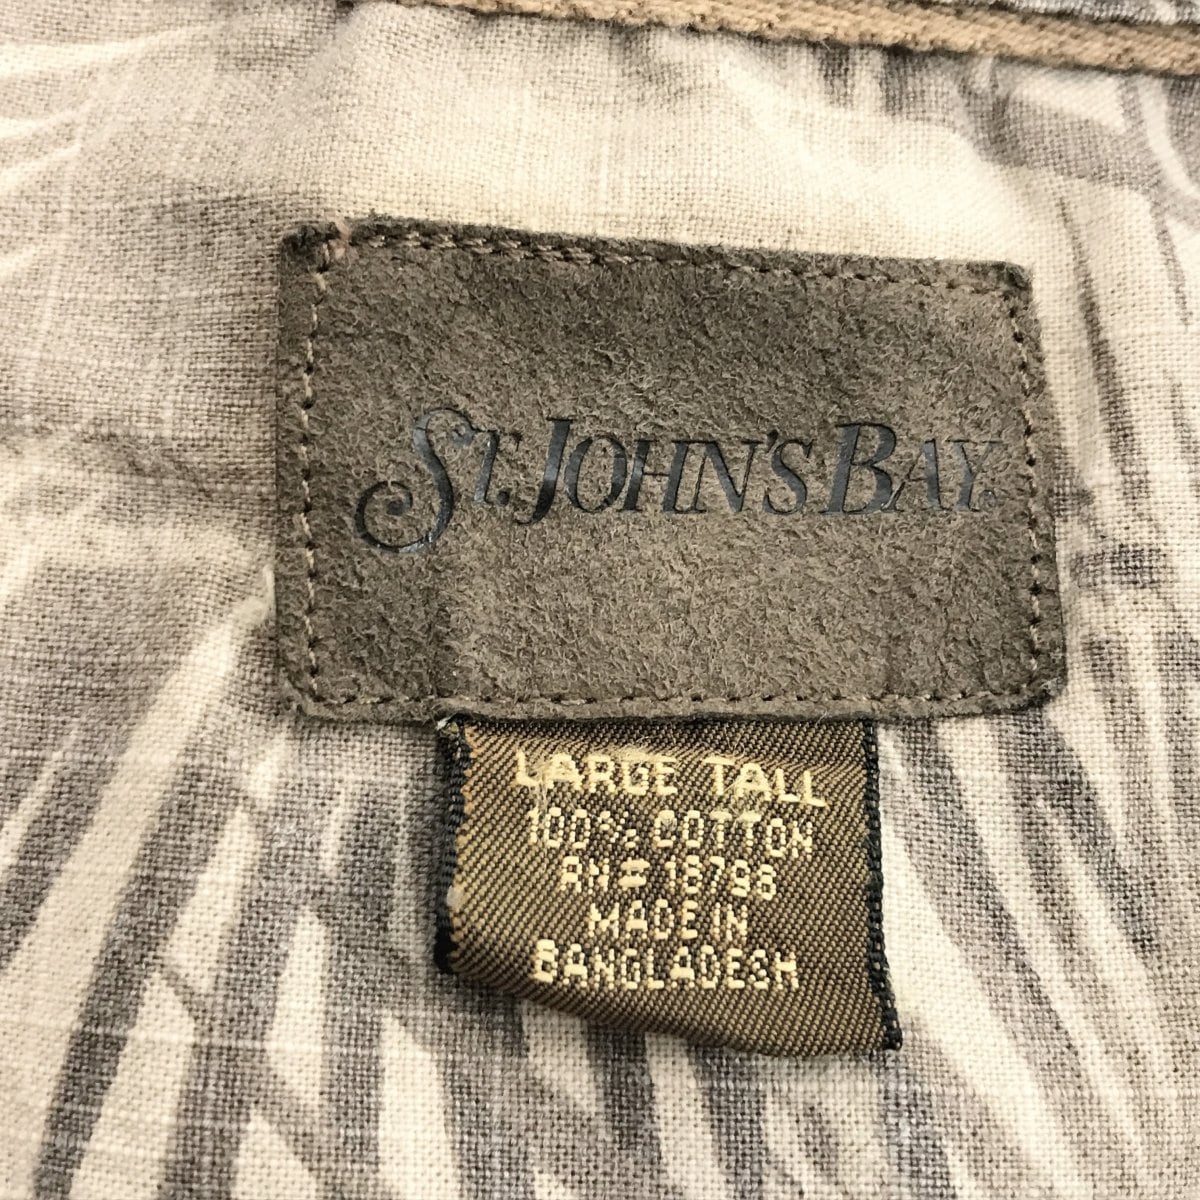 ST. JOHN'S BAY.
LARGE TALL
100% COTTON
RN= 18798
MADE IN
BANGLADESH